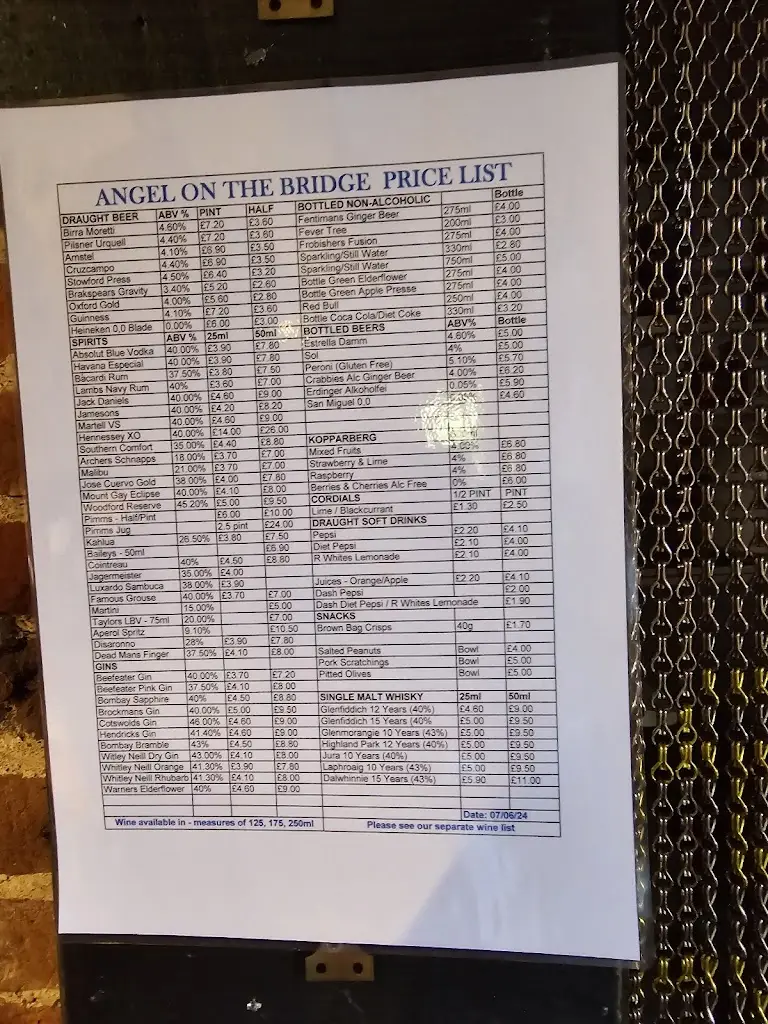 ANGEL ON THE BRIDGE PRICE LIST
DRAUGHT BEER ABV % PINT HALF
Birra Moretti 4.60% £7.20 £3.60
Pilsner Urquell 4.40% £7.20 £3.60
Amstel 4.10% £6.90 £3.50
Cruzcampo 4.40% £6.90 £3.50
Stowford Press 4.50% £6.40 £3.20
Brakspears Gravity 3.40% £5.20 £2.60
Oxford Gold 4.00% £5.60 £2.80
Guinness 4.10% £7.20 £3.60
Heineken 0,0 Blade 0.00% £6.00 £3.00
SPIRITS ABV % 25ml 50ml
Absolut Blue Vodka 40.00% £3.90 £7.80
Havana Especial 40.00% £3.90 £7.80
Bacardi Rum 37.50% £3.80 £7.50
Lambs Navy Rum 40% £3.60 £7.00
Jack Daniels 40.00% £4.60 £9.00
Jamesons 40.00% £4.20 £8.20
Martell VS 40.00% £4.60 £9.00
Hennessey XO 40.00% £14.00 £26.00
Southern Comfort 35.00% £4.40 £8.80
Archers Schnapps 18.00% £3.70 £7.00
Malibu 21.00% £3.70 £7.00
Jose Cuervo Gold 38.00% £4.00 £7.80
Mount Gay Eclipse 40.00% £4.10 £8.00
Woodford Reserve 45.20% £5.00 £9.50
Pimms - Half/Pint £6.00 £10.00
Pimms Jug 2.5 pint £24.00
Kahlua 26.50% £3.80 £7.50
Baileys - 50ml £6.90
Cointreau 40% £4.50 £8.80
Jagermeister 35.00% £4.00
Luxardo Sambuca 38.00% £3.90
Famous Grouse 40.00% £3.70 £7.00
Martini 15.00% £5.00
Taylors LBV - 75ml 20.00% £7.00
Aperol Spritz 9.10% £10.50
Disaronno 28% £3.90 £7.80
Dead Mans Finger 37.50% £4.10 £8.00
GINS
Beefeater Gin 40.00% £3.70 £7.20
Beefeater Pink Gin 37.50% £4.10 £8.00
Bombay Sapphire 40% £4.50 £8.80
Brockmans Gin 40.00% £5.00 £9.50
Cotswolds Gin 46.00% £4.60 £9.00
Hendricks Gin 41.40% £4.60 £9.00
Bombay Bramble 43% £4.50 £8.80
Witley Neill Dry Gin 43.00% £4.10 £8.00
Whitley Neill Orange 41.30% £3.90 £7.80
Whitley Neill Rhubarb 41.30% £4.10 £8.00
Warners Elderflower 40% £4.60 £9.00
Wine available in - measures of 125, 175, 250ml
BOTTLED NON-ALCOHOLIC Bottle
Fentimans Ginger Beer 275ml £4.00
Fever Tree 200ml £3.00
Frobishers Fusion 275ml £4.00
Sparkling/Still Water 330ml £2.80
Sparkling/Still Water 750ml £5.00
Bottle Green Elderflower 275ml £4.00
Bottle Green Apple Presse 275ml £4.00
Red Bull 250ml £4.00
Bottle Coca Cola/Diet Coke 330ml £3.20
BOTTLED BEERS ABV% Bottle
Estrella Damm 4.60% £5.00
Sol 4% £5.00
Peroni (Gluten Free) 5.10% £5.70
Crabbies Alc Ginger Beer 4.00% £6.20
Erdinger Alkoholfei 0.05% £5.90
San Miguel 0,0 £4.60
KOPPARBERG
Mixed Fruits 4.00% £6.80
Strawberry & Lime 4% £6.80
Raspberry 4% £6.80
Berries & Cherries Alc Free 0% £6.00
CORDIALS 1/2 PINT PINT
Lime / Blackcurrant £1.30 £2.50
DRAUGHT SOFT DRINKS
Pepsi £2.20 £4.10
Diet Pepsi £2.10 £4.00
R Whites Lemonade £2.10 £4.00
Juices - Orange/Apple £2.20 £4.10
Dash Pepsi £2.00
Dash Diet Pepsi / R Whites Lemonade £1.90
SNACKS
Brown Bag Crisps 40g £1.70
Salted Peanuts Bowl £4.00
Pork Scratchings Bowl £5.00
Pitted Olives Bowl £5.00
SINGLE MALT WHISKY 25ml 50ml
Glenfiddich 12 Years (40%) £4.60 £9.00
Glenfiddich 15 Years (40% £5.00 £9.50
Glenmorangie 10 Years (43%) £5.00 £9.50
Highland Park 12 Years (40%) £5.00 £9.50
Jura 10 Years (40%) £5.00 £9.50
Laphroaig 10 Years (43%) £5.00 £9.50
Dalwhinnie 15 Years (43%) £5.90 £11.00
Date: 07/06/24
Please see our separate wine list